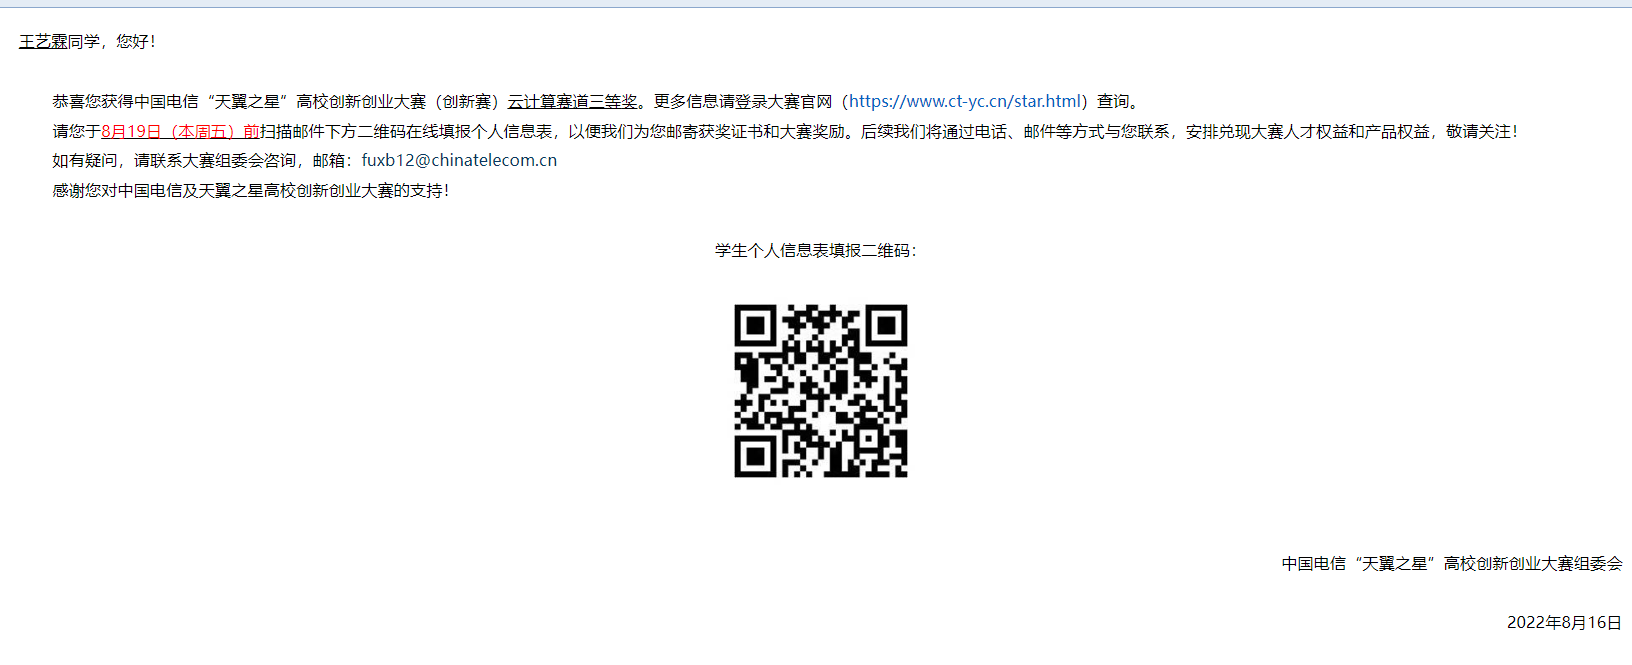 王艺霖同学，您好！
恭喜您获得中国电信“天翼之星”高校创新创业大赛（创新赛）云计算赛道三等奖。更多信息请登录大赛官网（https://www.ct-yc.cn/star.html）查询。
请您于8月19日（本周五）前扫描邮件下方二维码在线填报个人信息表，以便我们为您邮寄获奖证书和大赛奖励。后续我们将通过电话、邮件等方式与您联系，安排兑现大赛人才权益和产品权益，敬请关注！
如有疑问，请联系大赛组委会咨询，邮箱：fuxb12@chinatelecom.cn
感谢您对中国电信及天翼之星高校创新创业大赛的支持！
学生个人信息表填报二维码：
中国电信“天翼之星”高校创新创业大赛组委会
2022年8月16日